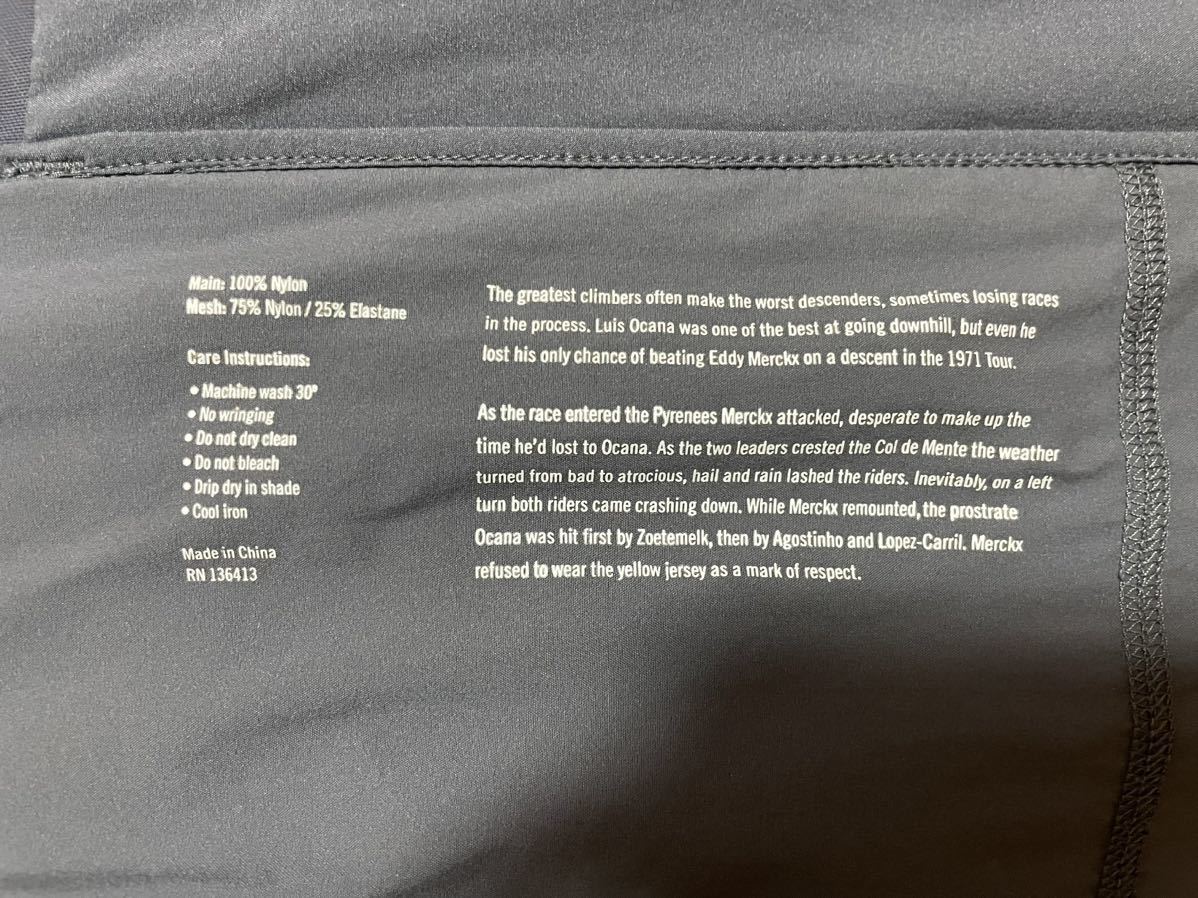 Main: 100% Nylon
Mesh: 75% Nylon / 25% Elastane
Care Instructions:
• Machine wash 30°
• No wringing
• Do not dry clean
• Do not bleach
• Drip dry in shade
• Cool iron
Made in China
RN 136413
The greatest climbers often make the worst descenders, sometimes losing races
in the process. Luis Ocana was one of the best at going downhill, but even he
lost his only chance of beating Eddy Merckx on a descent in the 1971 Tour.
As the race entered the Pyrenees Merckx attacked, desperate to make up the
time he'd lost to Ocana. As the two leaders crested the Col de Mente the weather
turned from bad to atrocious, hail and rain lashed the riders. Inevitably, on a left
turn both riders came crashing down. While Merckx remounted, the prostrate
Ocana was hit first by Zoetemelk, then by Agostinho and Lopez-Carril. Merckx
refused to wear the yellow jersey as a mark of respect.